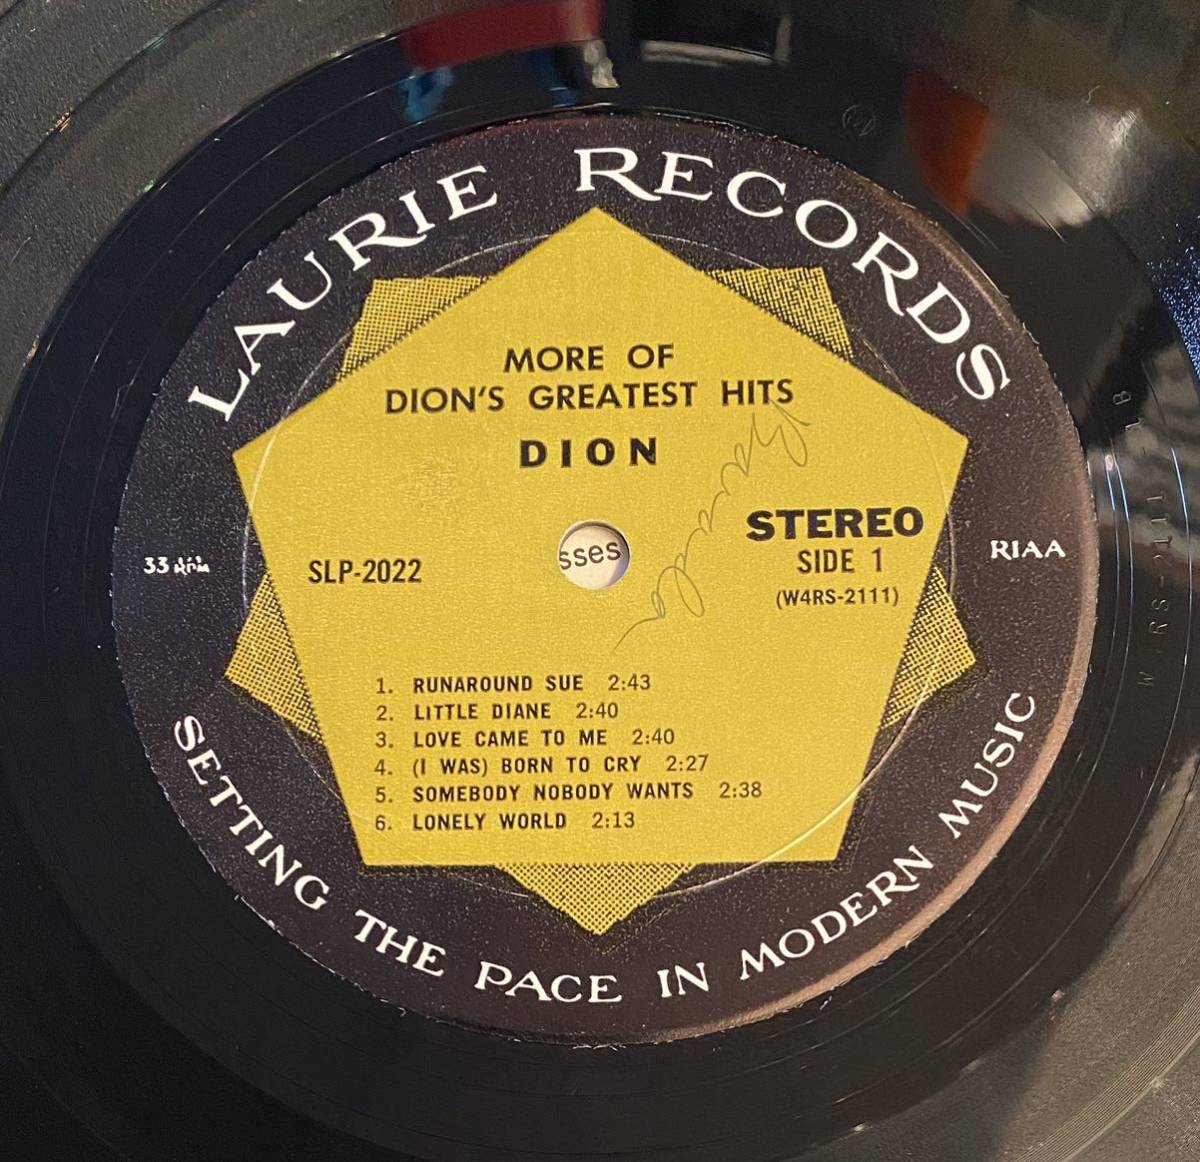 LAURIE RECORDS
MORE OF
DION'S GREATEST HITS
DION
STEREO
SIDE 1
(W4RS-2111)
SLP-2022
33
RPM
RIAA
sses
1. RUNAROUND SUE 2:43
2. LITTLE DIANE 2:40
3. LOVE CAME TO ME 2:40
4. (I WAS) BORN TO CRY 2:27
5. SOMEBODY NOBODY WANTS 2:38
6. LONELY WORLD 2:13
SETTING THE PACE IN MODERN MUSIC